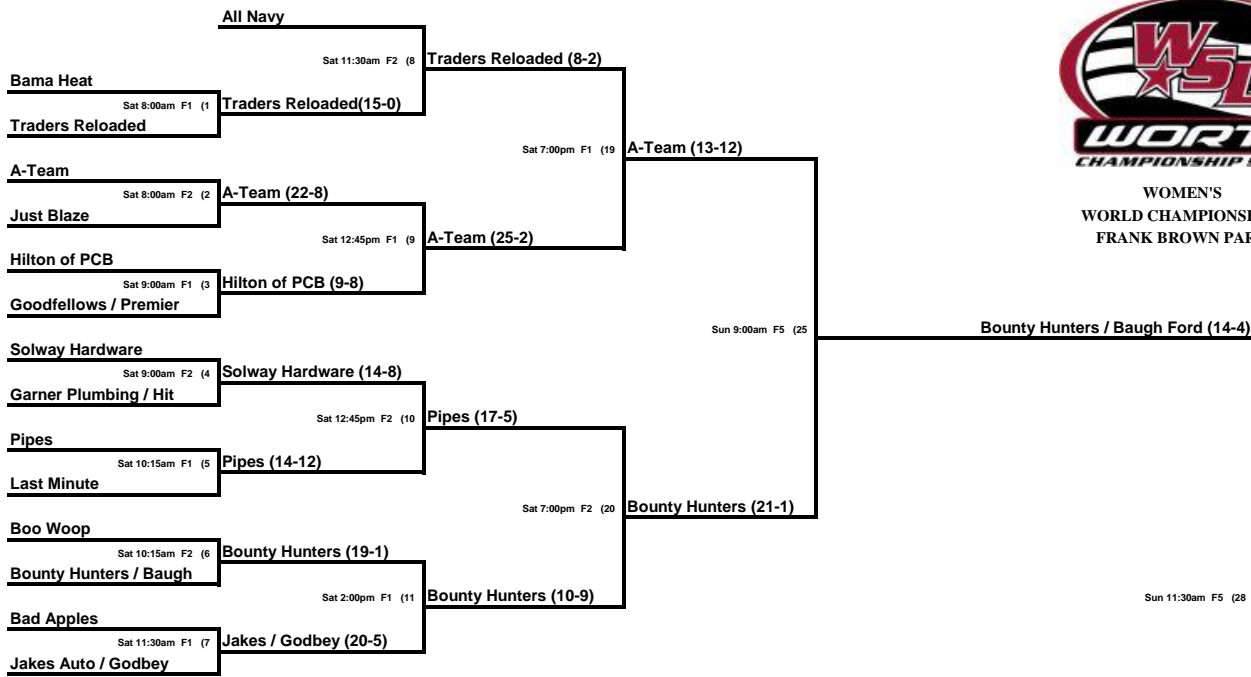 All Navy
Sat 11:30am F2 (8
Traders Reloaded (8-2)
Bama Heat
Sat 8:00am F1 (1
Traders Reloaded(15-0)
Traders Reloaded
Sat 7:00pm F1 (19
A-Team (13-12)
A-Team
Sat 8:00am F2 (2
A-Team (22-8)
Just Blaze
Sat 12:45pm F1 (9
A-Team (25-2)
Hilton of PCB
Sat 9:00am F1 (3
Hilton of PCB (9-8)
Goodfellows / Premier
Sun 9:00am F5 (25
Bounty Hunters / Baugh Ford (14-4)
Solway Hardware
Sat 9:00am F2 (4
Solway Hardware (14-8)
Garner Plumbing / Hit
Sat 12:45pm F2 (10
Pipes (17-5)
Pipes
Sat 10:15am F1 (5
Pipes (14-12)
Last Minute
Sat 7:00pm F2 (20
Bounty Hunters (21-1)
Boo Woop
Sat 10:15am F2 (6
Bounty Hunters (19-1)
Bounty Hunters / Baugh
Sat 2:00pm F1 (11
Bounty Hunters (10-9)
Bad Apples
Sat 11:30am F1 (7
Jakes / Godbey (20-5)
Jakes Auto / Godbey
Sun 11:30am F5 (28
WSL
WORT
CHAMPIONSHIP
WOMEN'S
WORLD CHAMPIONS
FRANK BROWN PAR